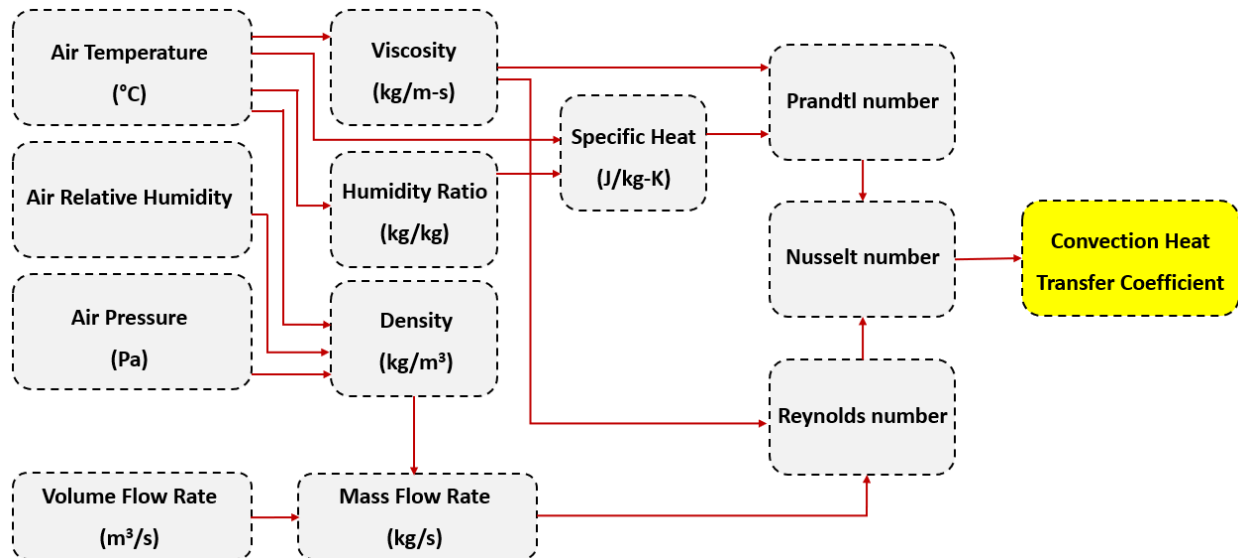 Air Temperature
(°C)
Viscosity
(kg/m-s)
Prandtl number
Specific Heat
(J/kg-K)
Air Relative Humidity
Humidity Ratio
(kg/kg)
Nusselt number
Convection Heat
Transfer Coefficient
Air Pressure
(Pa)
Density
(kg/m³)
Reynolds number
Volume Flow Rate
(m³/s)
Mass Flow Rate
(kg/s)